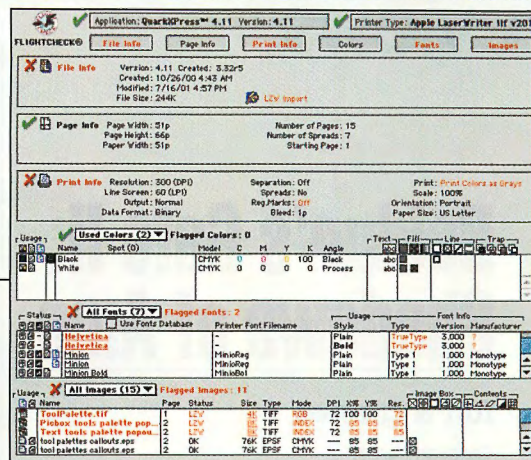 Application: QuarkXPress™ 4.11 Version: 4.11 Printer Type: Apple LaserWriter IIf v201
FLIGHTCHECK® File Info Page Info Print Info Colors Fonts Images
File Info Version: 4.11 Created: 3.32r5
Created: 10/26/00 4:43 AM
Modified: 7/16/01 4:57 PM
File Size: 244K LZW Import
Page Info Page Width: 51p Number of Pages: 15
Page Height: 66p Number of Spreads: 7
Paper Width: 51p Starting Page: 1
Print Info Resolution: 300 (DPI) Separation: Off Print: Print Colors as Grays
Line Screen: 60 (LPI) Spreads: No Scale: 100%
Output: Normal Reg.Marks: Off Orientation: Portrait
Data Format: Binary Bleed: 1p Paper Size: US Letter
Usage Used Colors (2) Flagged Colors: 0 Text Fill Line Trap
Name Spot (0) Model C M Y K Angle abc
Black CMYK 0 0 0 100 Black abc
White CMYK 0 0 0 0 Process abc
Status All Fonts (7) Flagged Fonts: 2 Usage Font Info
Name Use Fonts Database Printer Font Filename Style Type Version Manufacturer
Helvetica - Plain TrueType 3.000 ?
Helvetica - Bold TrueType 3.000 ?
Minion MinioReg Plain Type 1 1.000 Monotype
Minion MinioReg Bold Type 1 1.000 Monotype
Minion Bold MinioBol Plain Type 1 1.000 Monotype
Usage All Images (15) Flagged Images: 11 Image Box Contents
Name Page Status Size Type Mode DPI X% Y% Res.
ToolPalette.tif 1 LZW 4K TIFF RGB 72 100 100 72
Picbox tools palette pop... 2 LZW 8K TIFF INDEX 72 85 85 85
Text tools palette popou... 2 LZW 8K TIFF INDEX 72 85 85 85
tool palettes callouts.eps 2 OK 76K EPSF CMYK --- 85 85 ---
tool palettes callouts.eps 2 OK 76K EPSF CMYK --- 85 85 ---